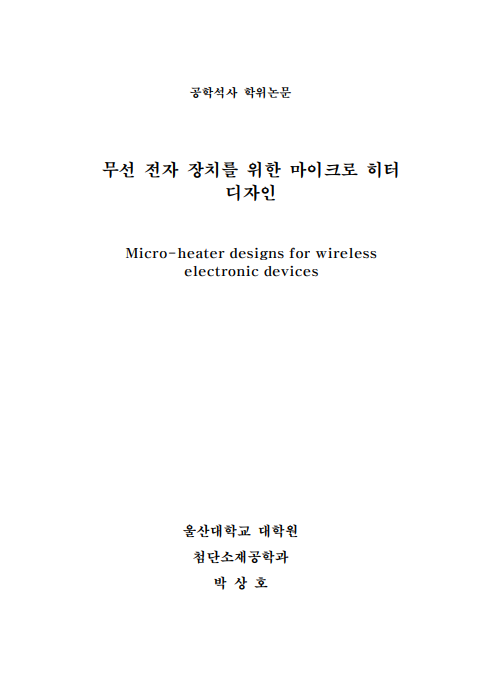 공학석사 학위논문
무선 전자 장치를 위한 마이크로 히터
디자인
Micro-heater designs for wireless
electronic devices
울산대학교 대학원
첨단소재공학과
박 상 호